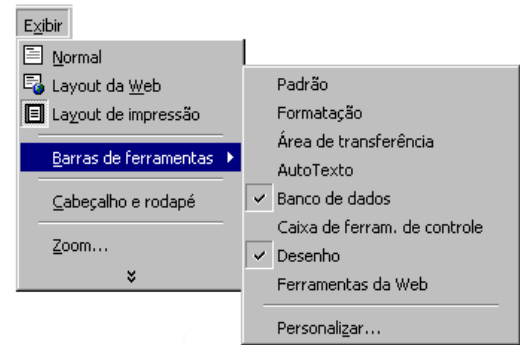 Exibir
Normal
Layout da Web
Layout de impressão
Barras de ferramentas
Cabeçalho e rodapé
Zoom...
Padrão
Formatação
Área de transferência
AutoTexto
Banco de dados
Caixa de ferram. de controle
Desenho
Ferramentas da Web
Personalizar...